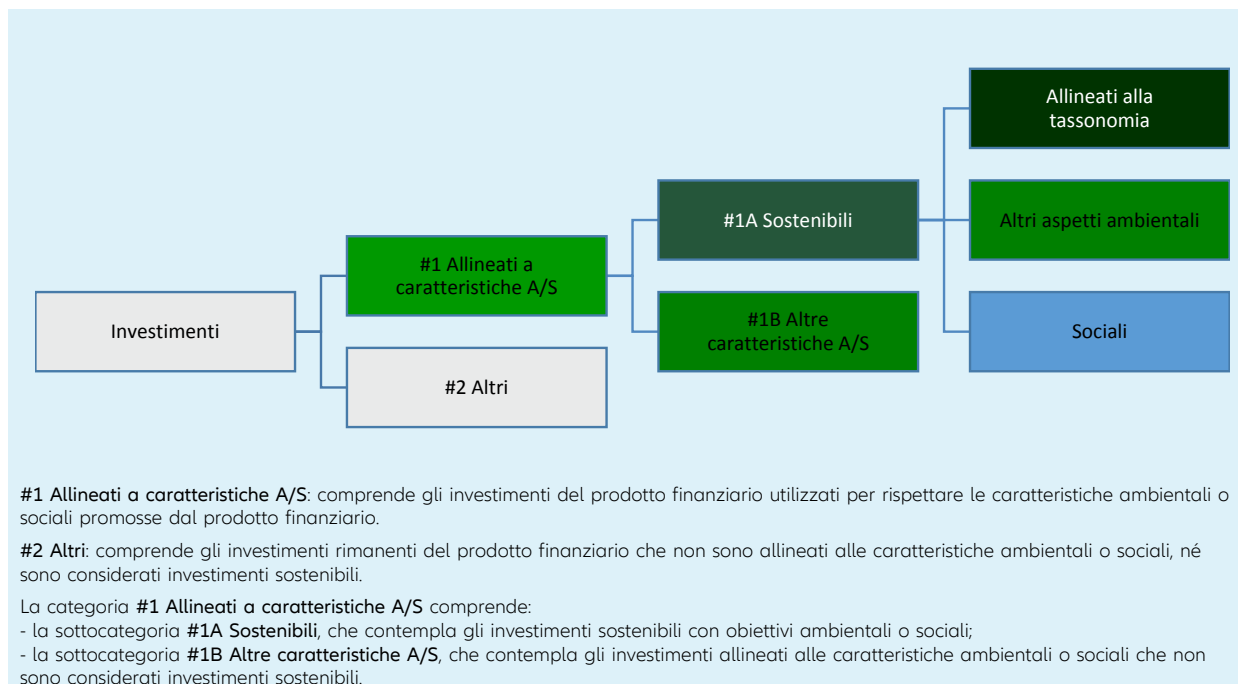 Allineati alla
tassonomia
#1A Sostenibili
Altri aspetti ambientali
#1 Allineati a
caratteristiche A/S
#1B Altre
caratteristiche A/S
Investimenti
Sociali
#2 Altri
#1 Allineati a caratteristiche A/S: comprende gli investimenti del prodotto finanziario utilizzati per rispettare le caratteristiche ambientali o
sociali promosse dal prodotto finanziario.
#2 Altri: comprende gli investimenti rimanenti del prodotto finanziario che non sono allineati alle caratteristiche ambientali o sociali, né
sono considerati investimenti sostenibili.
La categoria #1 Allineati a caratteristiche A/S comprende:
- la sottocategoria #1A Sostenibili, che contempla gli investimenti sostenibili con obiettivi ambientali o sociali;
- la sottocategoria #1B Altre caratteristiche A/S, che contempla gli investimenti allineati alle caratteristiche ambientali o sociali che non
sono considerati investimenti sostenibili.